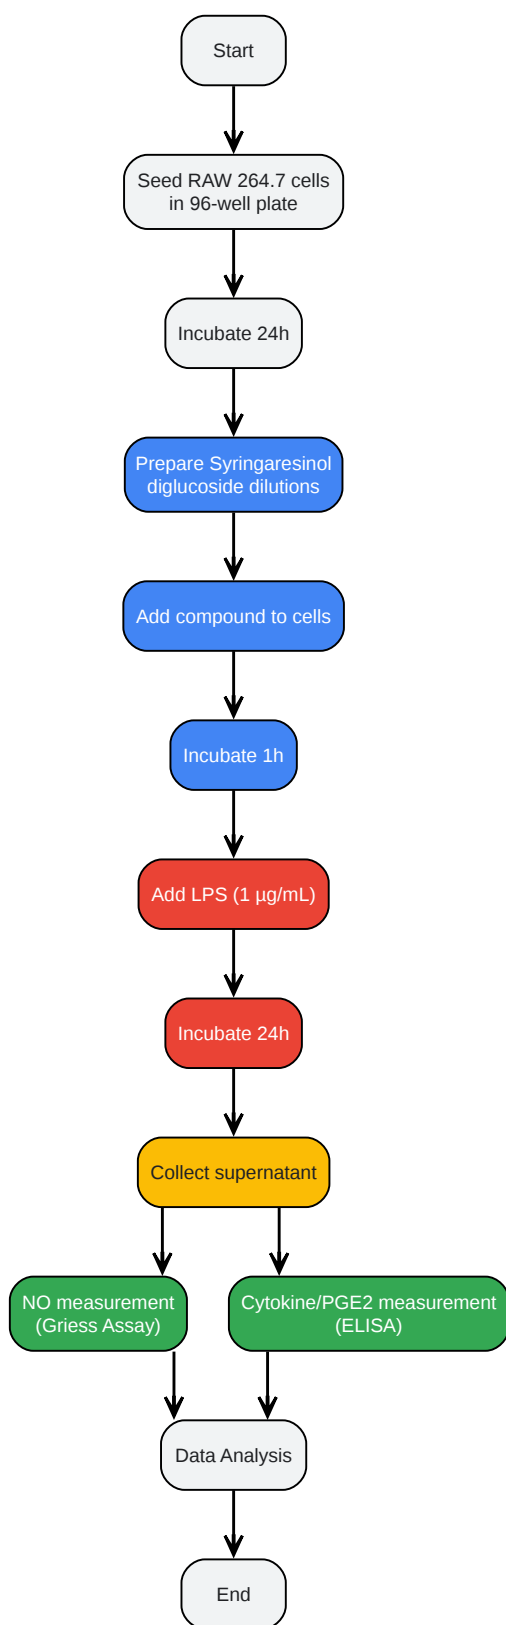 Start
Seed RAW 264.7 cells
in 96-well plate
Incubate 24h
Prepare Syringaresinol
diglucoside dilutions
Add compound to cells
Incubate 1h
Add LPS (1 µg/mL)
Incubate 24h
Collect supernatant
NO measurement
(Griess Assay)
Cytokine/PGE2 measurement
(ELISA)
Data Analysis
End